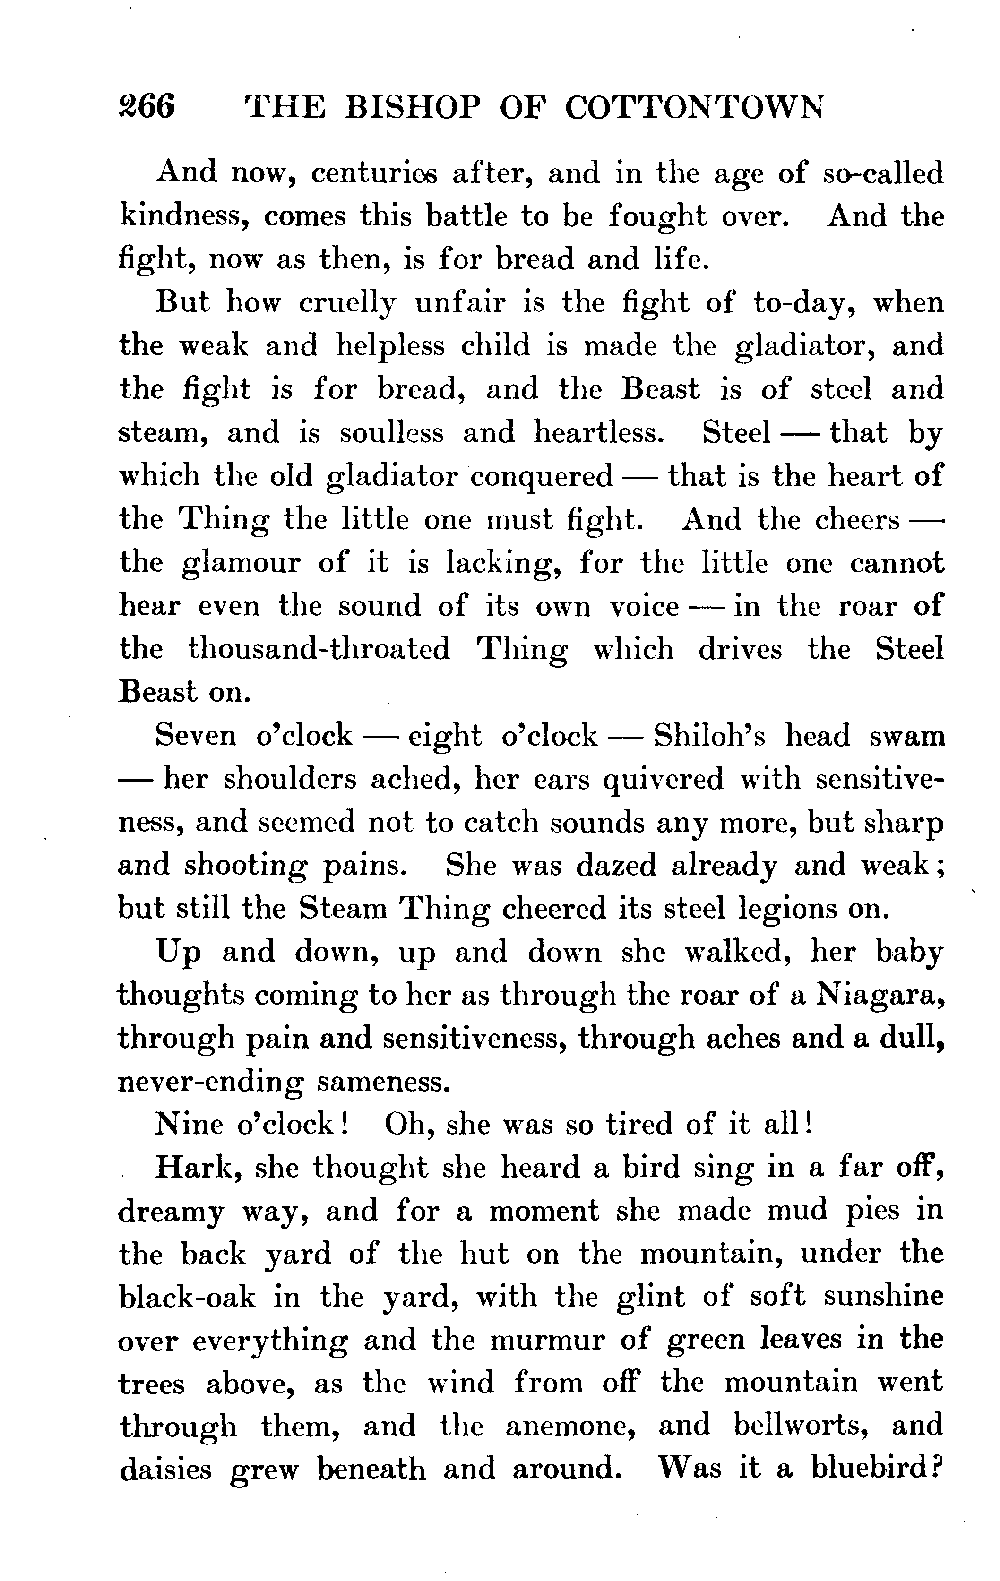 266 THE BISHOP OF COTTONTOWN
And now, centuries after, and in the age of so-called
kindness, comes this battle to be fought over. And the
fight, now as then, is for bread and life.
But how cruelly unfair is the fight of to-day, when
the weak and helpless child is made the gladiator, and
the fight is for bread, and the Beast is of steel and
steam, and is soulless and heartless. Steel — that by
which the old gladiator conquered — that is the heart of
the Thing the little one must fight. And the cheers —
the glamour of it is lacking, for the little one cannot
hear even the sound of its own voice — in the roar of
the thousand-throated Thing which drives the Steel
Beast on.
Seven o'clock — eight o'clock — Shiloh's head swam
— her shoulders ached, her ears quivered with sensitive-
ness, and seemed not to catch sounds any more, but sharp
and shooting pains. She was dazed already and weak;
but still the Steam Thing cheered its steel legions on.
Up and down, up and down she walked, her baby
thoughts coming to her as through the roar of a Niagara,
through pain and sensitiveness, through aches and a dull,
never-ending sameness.
Nine o'clock! Oh, she was so tired of it all!
Hark, she thought she heard a bird sing in a far off,
dreamy way, and for a moment she made mud pies in
the back yard of the hut on the mountain, under the
black-oak in the yard, with the glint of soft sunshine
over everything and the murmur of green leaves in the
trees above, as the wind from off the mountain went
through them, and the anemone, and bellworts, and
daisies grew beneath and around. Was it a bluebird?